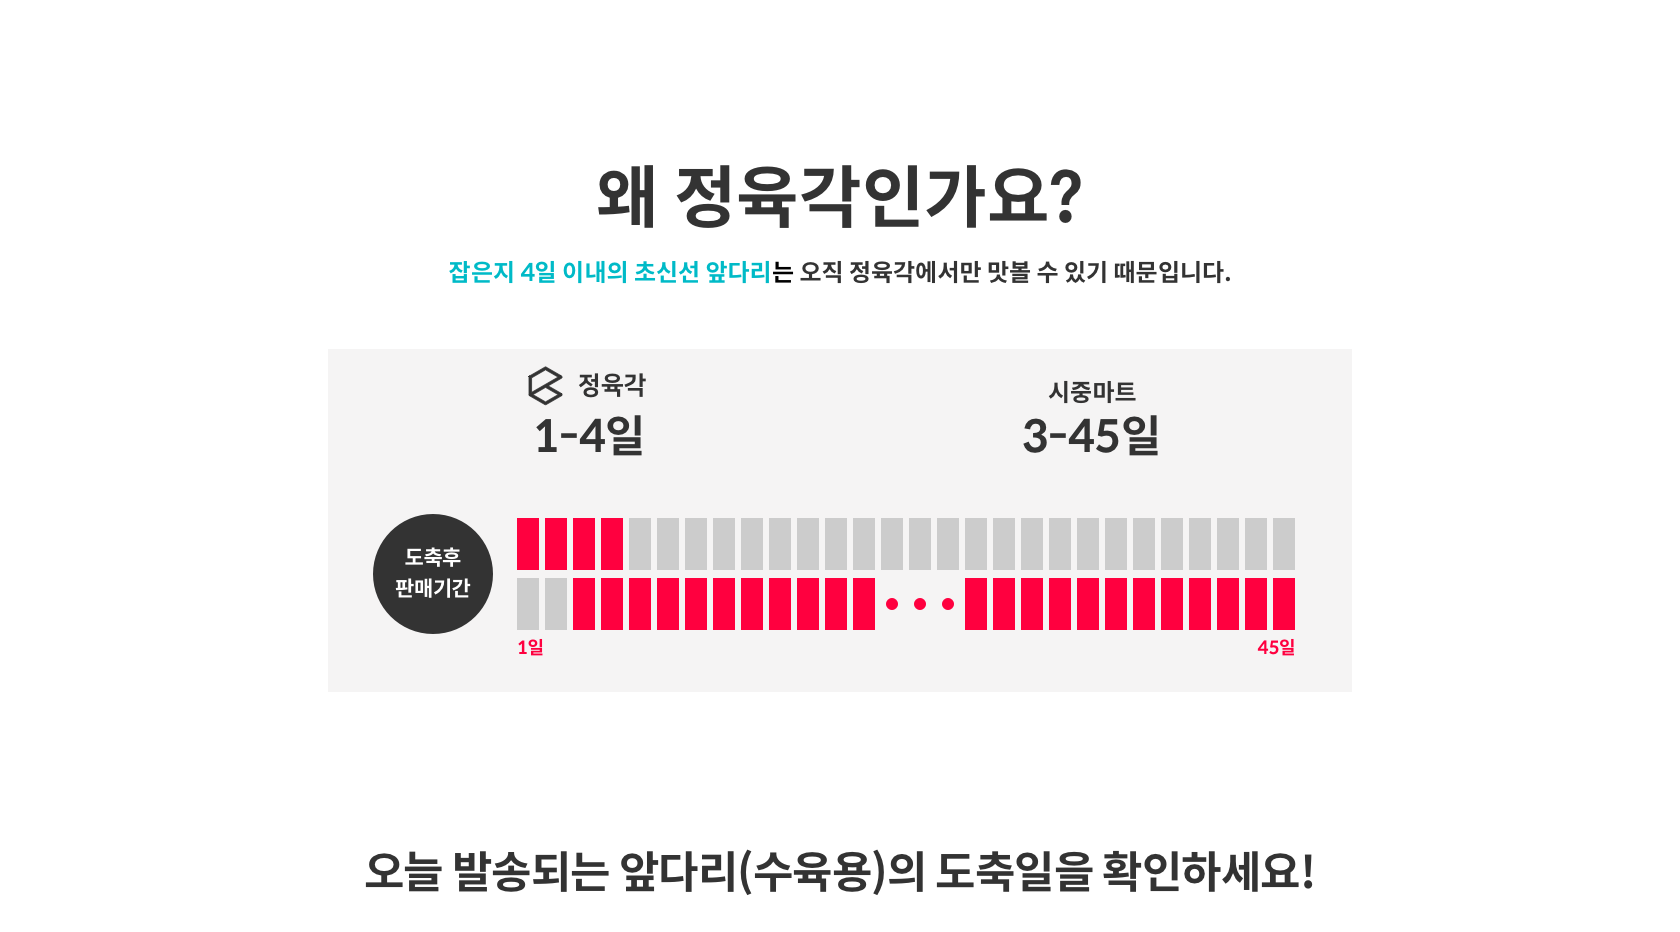 왜 정육각인가요?
잡은지 4일 이내의 초신선 앞다리는 오직 정육각에서만 맛볼 수 있기 때문입니다.
정육각
1-4일
시중마트
3-45일
도축후
판매기간
1일
45일
오늘 발송되는 앞다리(수육용)의 도축일을 확인하세요!